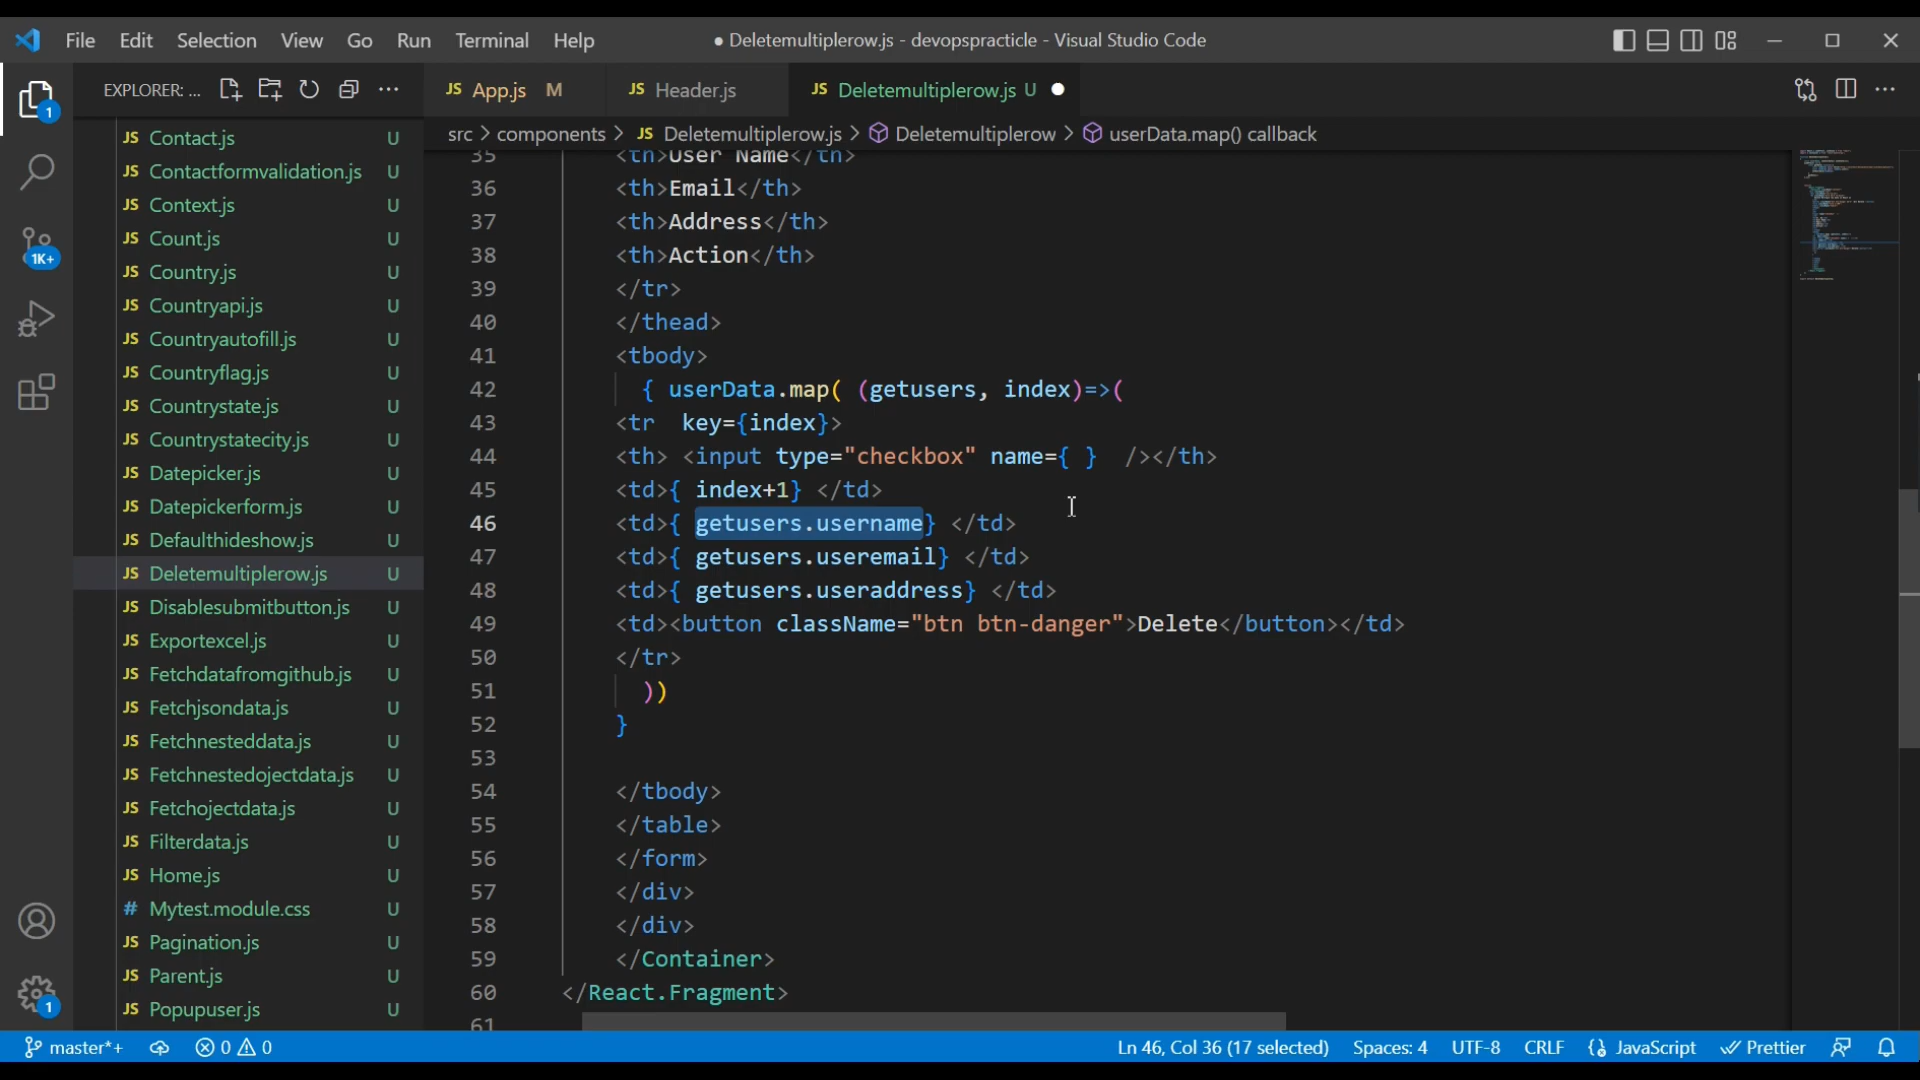 File Edit Selection View Go Run Terminal Help
● Deletemultiplerow.js - devopspracticle - Visual Studio Code
EXPLORER: ...
JS App.js M
JS Header.js
JS Deletemultiplerow.js U ●
src > components > JS Deletemultiplerow.js > Deletemultiplerow > userData.map() callback
JS Contact.js U
JS Contactformvalidation.js U
JS Context.js U
JS Count.js U
JS Country.js U
JS Countryapi.js U
JS Countryautofill.js U
JS Countryflag.js U
JS Countrystate.js U
JS Countrystatecity.js U
JS Datepicker.js U
JS Datepickerform.js U
JS Defaulthideshow.js U
JS Deletemultiplerow.js U
JS Disablesubmitbutton.js U
JS Exportexcel.js U
JS Fetchdatafromgithub.js U
JS Fetchjsondata.js U
JS Fetchnesteddata.js U
JS Fetchnestedojectdata.js U
JS Fetchojectdata.js U
JS Filterdata.js U
JS Home.js U
# Mytest.module.css U
JS Pagination.js U
JS Parent.js U
JS Popupuser.js U
1
1K+
1
35 <th>User Name</th>
36 <th>Email</th>
37 <th>Address</th>
38 <th>Action</th>
39 </tr>
40 </thead>
41 <tbody>
42 { userData.map( (getusers, index)=>(
43 <tr  key={index}>
44 <th> <input type="checkbox" name={ }  /></th>
45 <td>{ index+1} </td>
46 <td>{ getusers.username} </td>
47 <td>{ getusers.useremail} </td>
48 <td>{ getusers.useraddress} </td>
49 <td><button className="btn btn-danger">Delete</button></td>
50 </tr>
51 ))
52 }
53
54 </tbody>
55 </table>
56 </form>
57 </div>
58 </div>
59 </Container>
60 </React.Fragment>
61
master*+ 0 0 Ln 46, Col 36 (17 selected) Spaces: 4 UTF-8 CRLF JavaScript Prettier